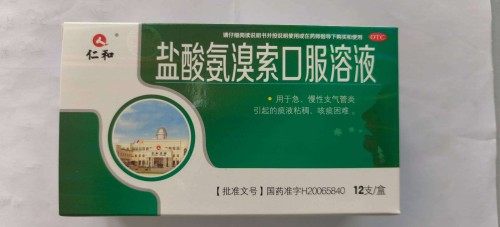 请仔细阅读说明书并按说明使用或在药师指导下购买和使用
OTC
仁和
盐酸氨溴索口服溶液
• 用于急、慢性支气管炎
引起的痰液粘稠、咳痰困难。
【批准文号】国药准字H20065840 12支/盒